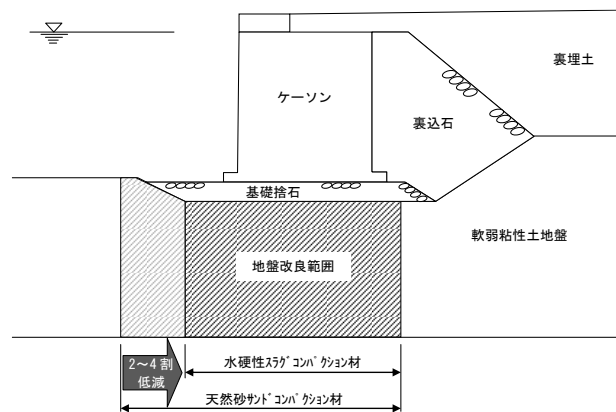 裏埋土
ケーソン
裏込石
基礎捨石
軟弱粘性土地盤
地盤改良範囲
2～4割
低減
水硬性ｽﾗｸﾞｺﾝﾊﾟｸｼｮﾝ材
天然砂ｻﾝﾄﾞｺﾝﾊﾟｸｼｮﾝ材